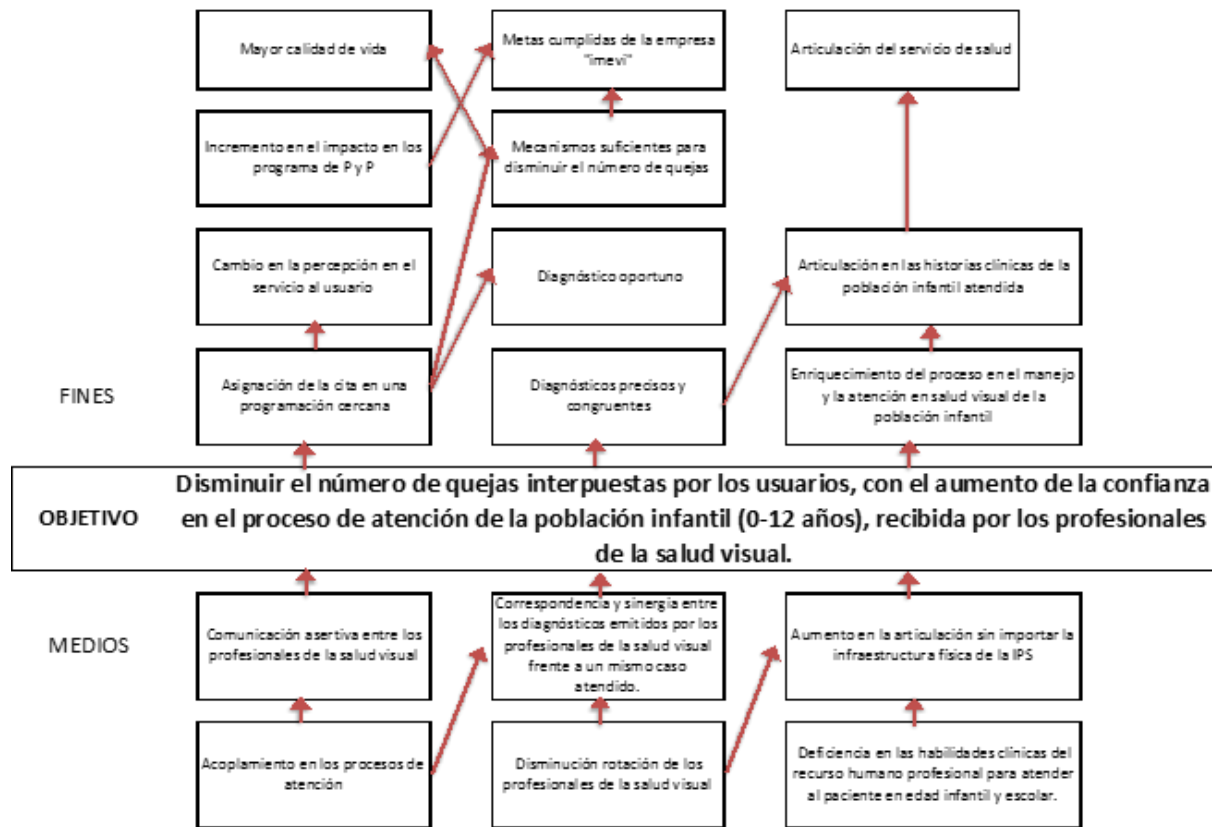 Mayor calidad de vida
Metas cumplidas de la empresa
"imevi"
Articulación del servicio de salud
Incremento en el impacto en los
programa de P y P
Mecanismos suficientes para
disminuir el número de quejas
Cambio en la percepción en el
servicio al usuario
Diagnóstico oportuno
Articulación en las historias clínicas de la
población infantil atendida
FINES
Asignación de la cita en una
programación cercana
Diagnósticos precisos y
congruentes
Enriquecimiento del proceso en el manejo
y la atención en salud visual de la
población infantil
OBJETIVO
Disminuir el número de quejas interpuestas por los usuarios, con el aumento de la confianza
en el proceso de atención de la población infantil (0-12 años), recibida por los profesionales
de la salud visual.
MEDIOS
Comunicación asertiva entre los
profesionales de la salud visual
Correspondencia y sinergia entre
los diagnósticos emitidos por los
profesionales de la salud visual
frente a un mismo caso
atendido.
Aumento en la articulación sin importar la
infraestructura física de la IPS
Acoplamiento en los procesos de
atención
Disminución rotación de los
profesionales de la salud visual
Deficiencia en las habilidades clínicas del
recurso humano profesional para atender
al paciente en edad infantil y escolar.